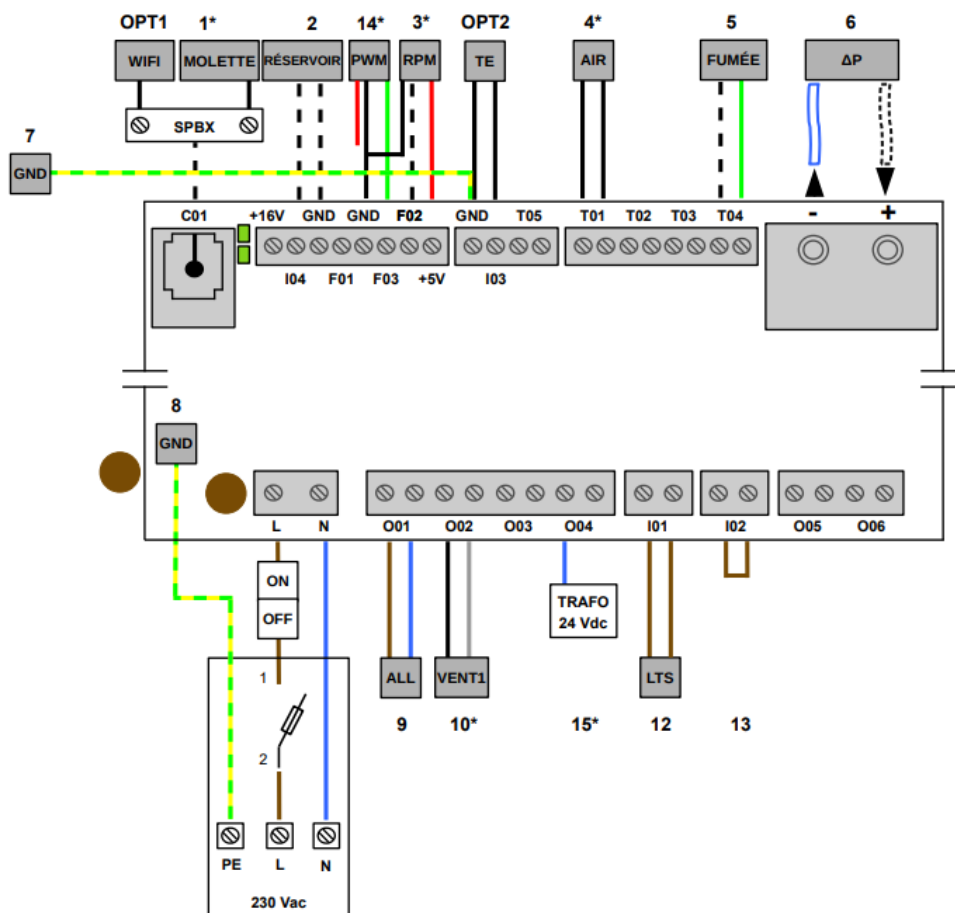 OPT1 1* 2 14* 3* OPT2 4* 5 6
WIFI MOLETTE RÉSERVOIR PWM RPM TE AIR FUMÉE ΔP
SPBX
7
GND
C01 +16V GND GND F02 GND T05 T01 T02 T03 T04 - +
I04 F01 F03 +5V I03
8
GND
L N O01 O02 O03 O04 I01 I02 O05 O06
ON
OFF
TRAFO
24 Vdc
ALL VENT1 LTS
1
9 10* 15* 12 13
2
PE L N
230 Vac